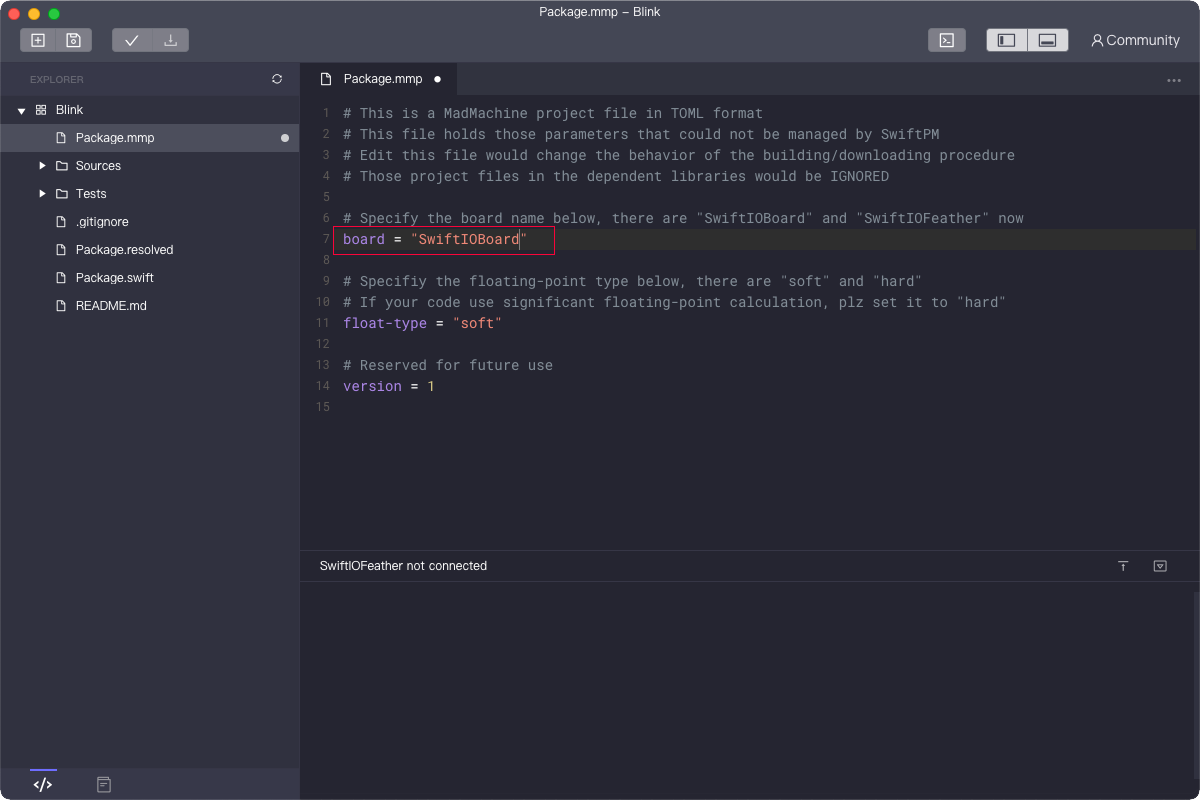 Package.mmp – Blink
Community
EXPLORER
Blink
Package.mmp
Sources
Tests
.gitignore
Package.resolved
Package.swift
README.md
Package.mmp
1 # This is a MadMachine project file in TOML format
2 # This file holds those parameters that could not be managed by SwiftPM
3 # Edit this file would change the behavior of the building/downloading procedure
4 # Those project files in the dependent libraries would be IGNORED
5
6 # Specify the board name below, there are "SwiftIOBoard" and "SwiftIOFeather" now
7 board = "SwiftIOBoard"
8
9 # Specifiy the floating-point type below, there are "soft" and "hard"
10 # If your code use significant floating-point calculation, plz set it to "hard"
11 float-type = "soft"
12
13 # Reserved for future use
14 version = 1
15
SwiftIOFeather not connected